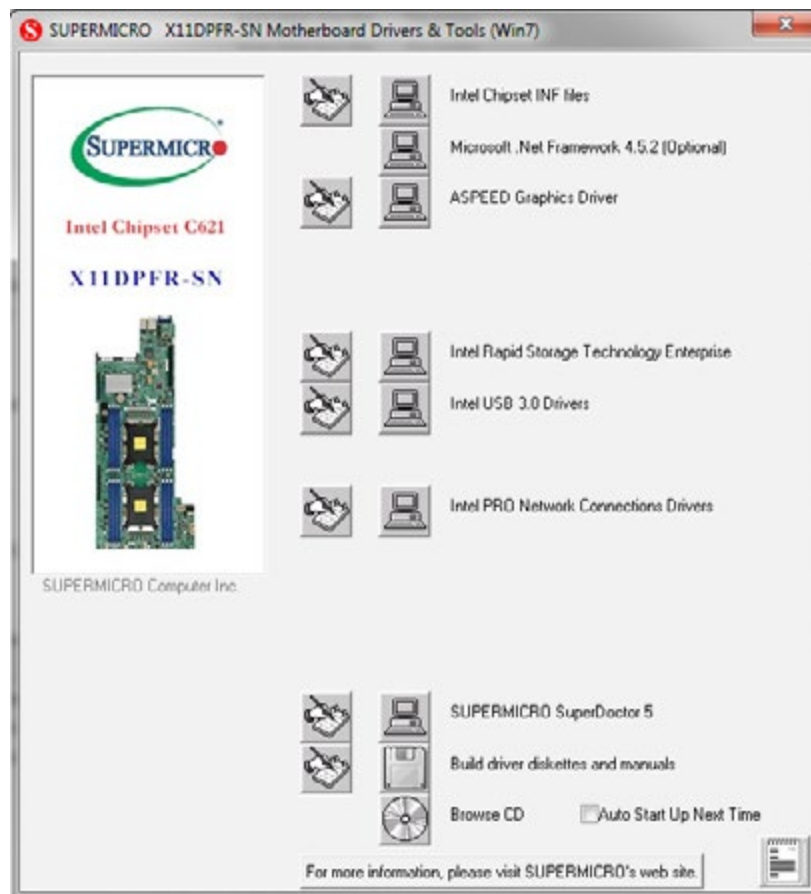 SUPERMICRO X11DPFR-SN Motherboard Drivers & Tools (Win7)
SUPERMICRO
Intel Chipset C621
X11DPFR-SN
SUPERMICRO Computer Inc.
Intel Chipset INF files
Microsoft .Net Framework 4.5.2 (Optional)
ASPEED Graphics Driver
Intel Rapid Storage Technology Enterprise
Intel USB 3.0 Drivers
Intel PRO Network Connections Drivers
SUPERMICRO SuperDoctor 5
Build driver diskettes and manuals
Browse CD
Auto Start Up Next Time
For more information, please visit SUPERMICRO's web site.